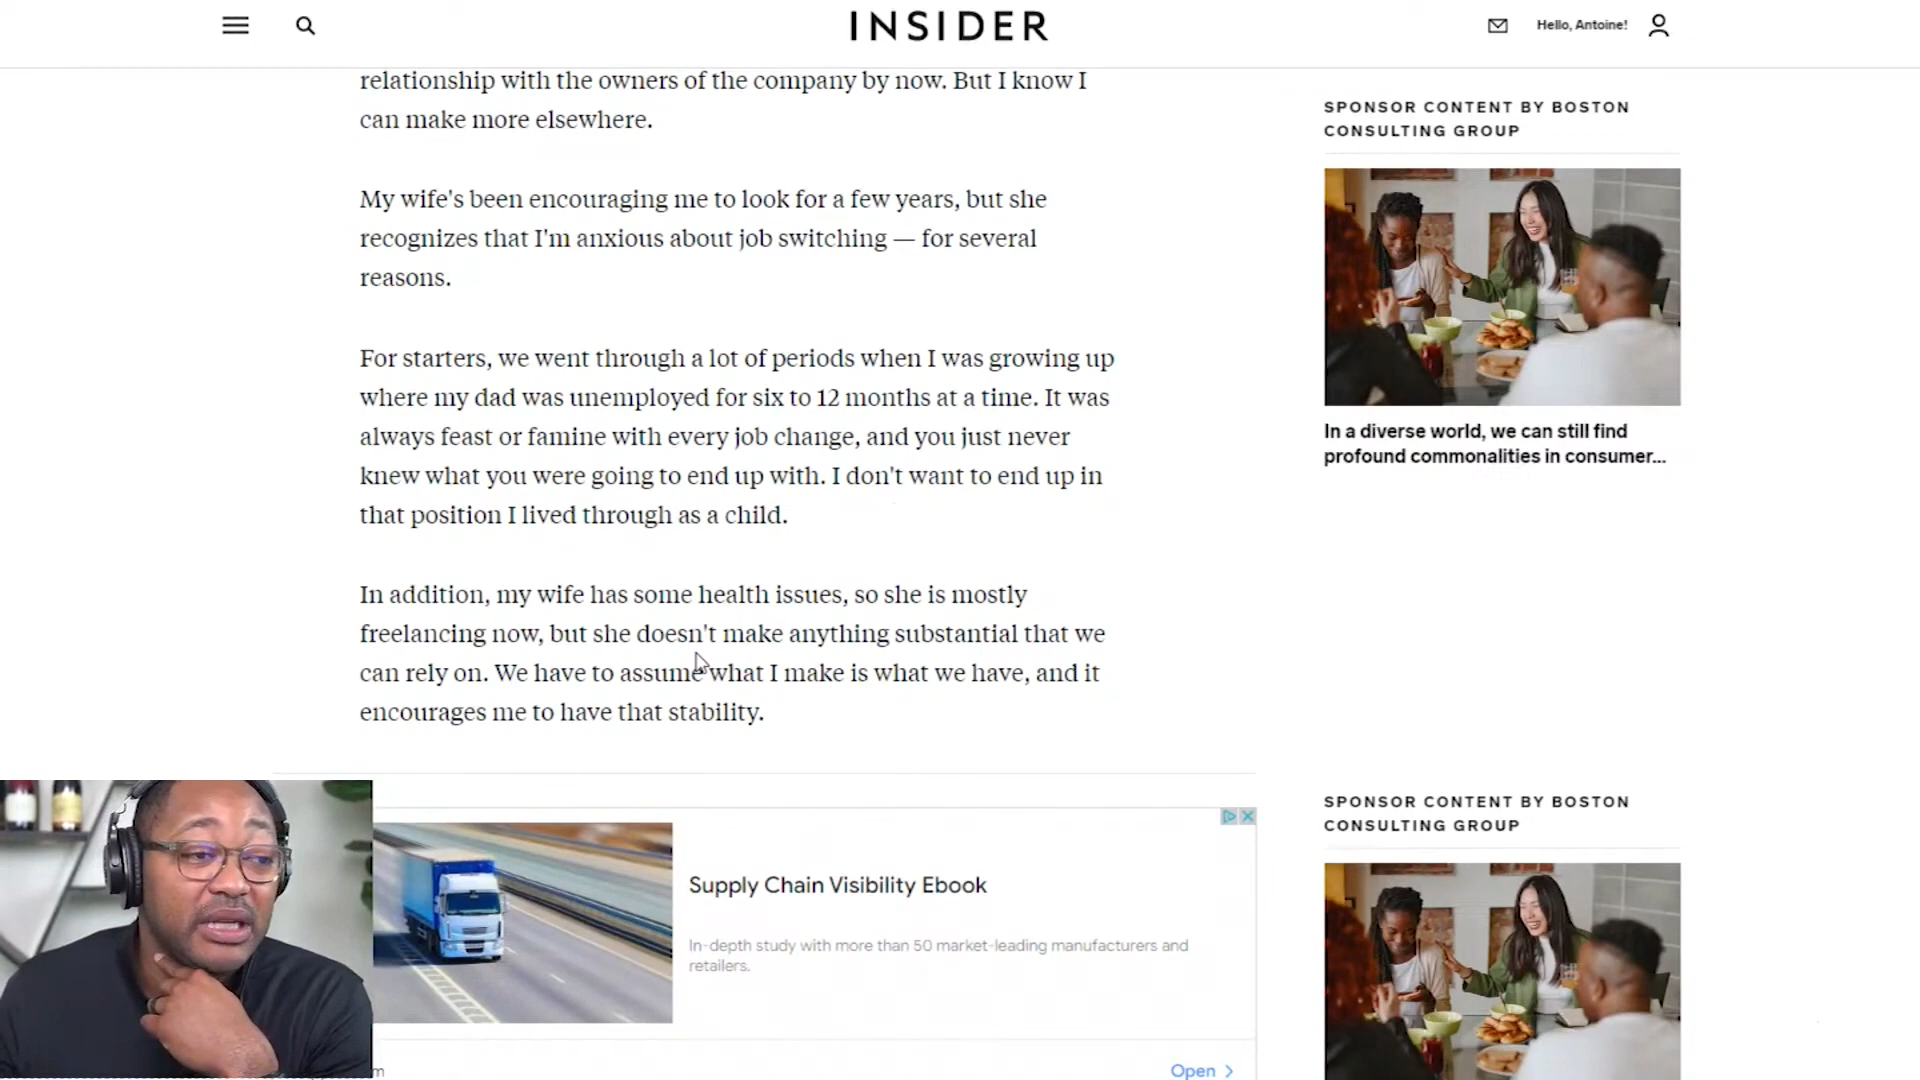 INSIDER
Hello, Antoine!
relationship with the owners of the company by now. But I know I
can make more elsewhere.
My wife's been encouraging me to look for a few years, but she
recognizes that I'm anxious about job switching — for several
reasons.
For starters, we went through a lot of periods when I was growing up
where my dad was unemployed for six to 12 months at a time. It was
always feast or famine with every job change, and you just never
knew what you were going to end up with. I don't want to end up in
that position I lived through as a child.
In addition, my wife has some health issues, so she is mostly
freelancing now, but she doesn't make anything substantial that we
can rely on. We have to assume what I make is what we have, and it
encourages me to have that stability.
Supply Chain Visibility Ebook
In-depth study with more than 50 market-leading manufacturers and
retailers.
m
Open
SPONSOR CONTENT BY BOSTON
CONSULTING GROUP
In a diverse world, we can still find
profound commonalities in consumer...
SPONSOR CONTENT BY BOSTON
CONSULTING GROUP